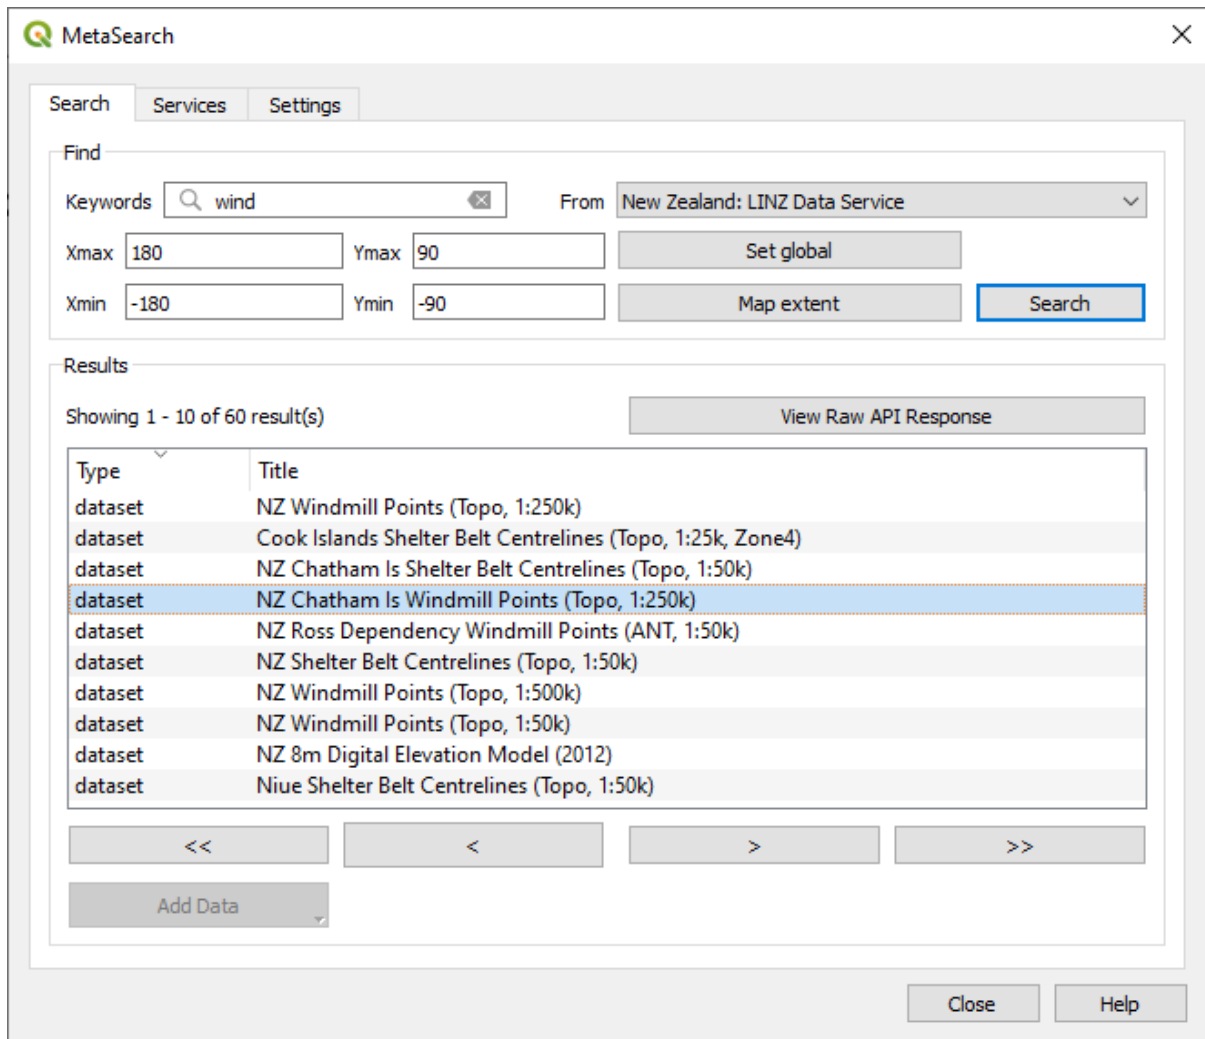 MetaSearch
Search Services Settings
Find
Keywords wind From New Zealand: LINZ Data Service
Xmax 180 Ymax 90 Set global
Xmin -180 Ymin -90 Map extent Search
Results
Showing 1 - 10 of 60 result(s) View Raw API Response
Type Title
dataset NZ Windmill Points (Topo, 1:250k)
dataset Cook Islands Shelter Belt Centrelines (Topo, 1:25k, Zone4)
dataset NZ Chatham Is Shelter Belt Centrelines (Topo, 1:50k)
dataset NZ Chatham Is Windmill Points (Topo, 1:250k)
dataset NZ Ross Dependency Windmill Points (ANT, 1:50k)
dataset NZ Shelter Belt Centrelines (Topo, 1:50k)
dataset NZ Windmill Points (Topo, 1:500k)
dataset NZ Windmill Points (Topo, 1:50k)
dataset NZ 8m Digital Elevation Model (2012)
dataset Niue Shelter Belt Centrelines (Topo, 1:50k)
<< < > >>
Add Data
Close Help